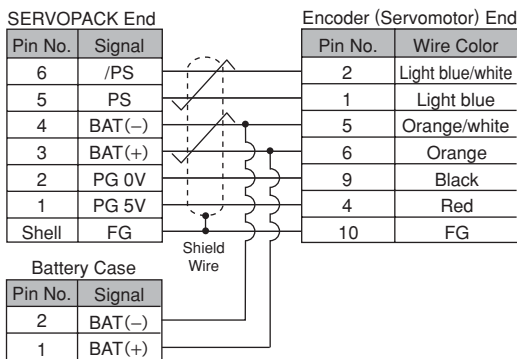 SERVOPACK End
Pin No. Signal
6 /PS
5 PS
4 BAT(−)
3 BAT(+)
2 PG 0V
1 PG 5V
Shell FG
Encoder (Servomotor) End
Pin No. Wire Color
2 Light blue/white
1 Light blue
5 Orange/white
6 Orange
9 Black
4 Red
10 FG
Shield
Wire
Battery Case
Pin No. Signal
2 BAT(−)
1 BAT(+)